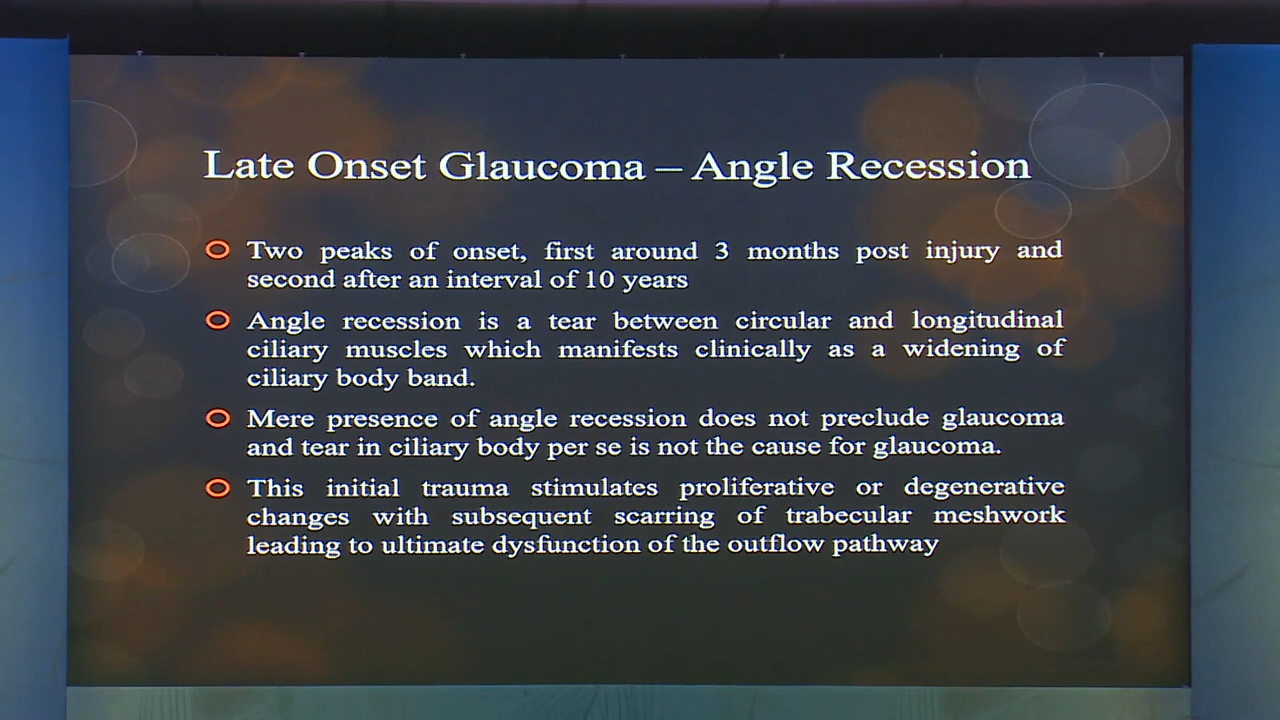 Late Onset Glaucoma – Angle Recession
Two peaks of onset, first around 3 months post injury and
second after an interval of 10 years
Angle recession is a tear between circular and longitudinal
ciliary muscles which manifests clinically as a widening of
ciliary body band.
Mere presence of angle recession does not preclude glaucoma
and tear in ciliary body per se is not the cause for glaucoma.
This initial trauma stimulates proliferative or degenerative
changes with subsequent scarring of trabecular meshwork
leading to ultimate dysfunction of the outflow pathway